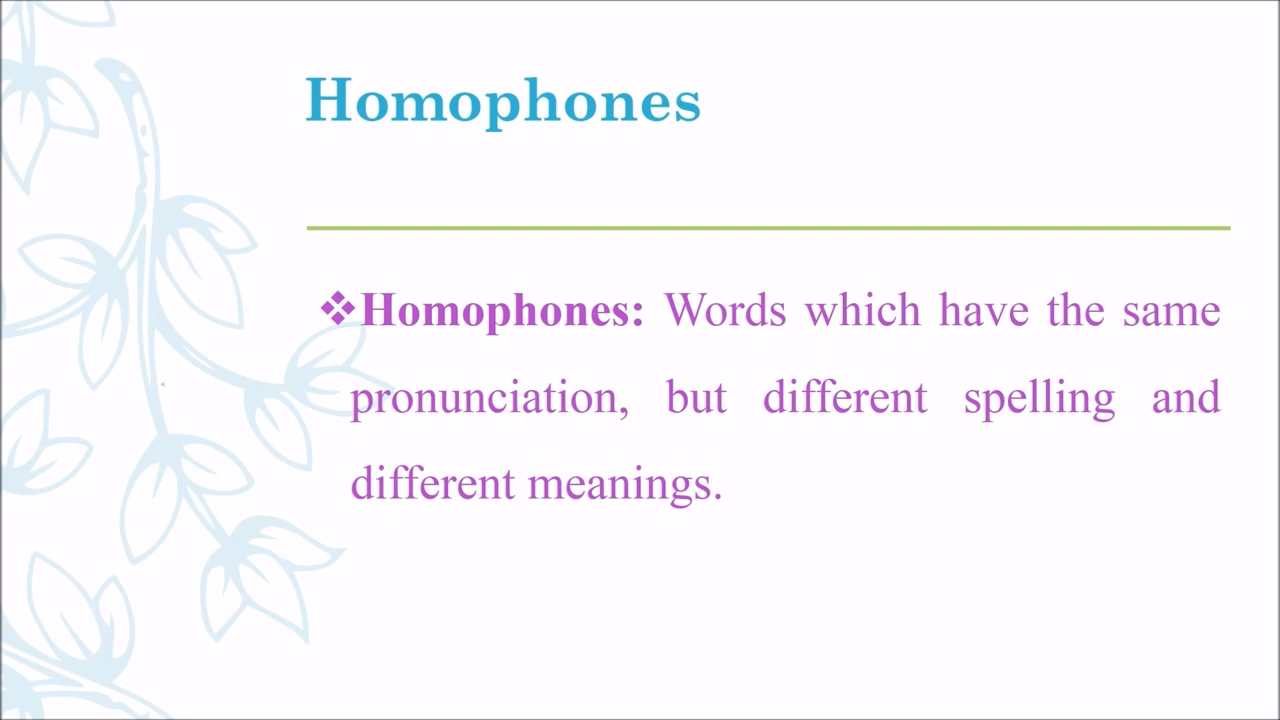 Homophones
❖Homophones: Words which have the same
pronunciation, but different spelling and
different meanings.